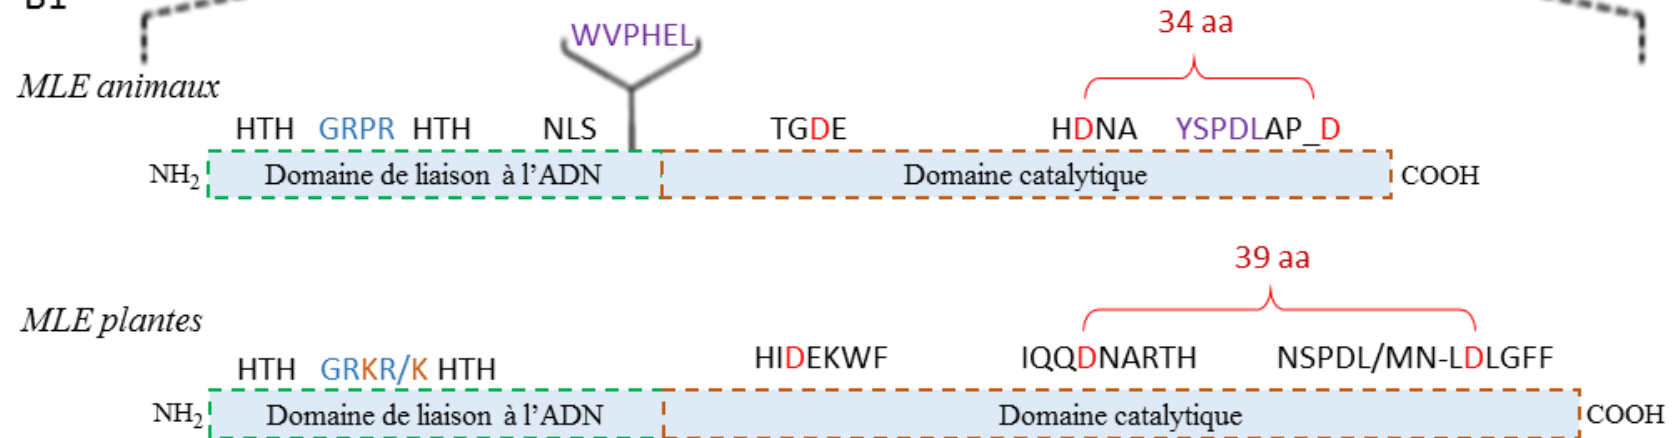 B1
34 aa
WVPHEL
MLE animaux
HTH GRPR HTH NLS TGDE HDNA YSPDLAP_D
NH2 Domaine de liaison à l'ADN Domaine catalytique COOH
39 aa
MLE plantes
HTH GRKR/K HTH HIDEKWF IQQDNARTH NSPDL/MN-LDLGFF
NH2 Domaine de liaison à l'ADN Domaine catalytique COOH